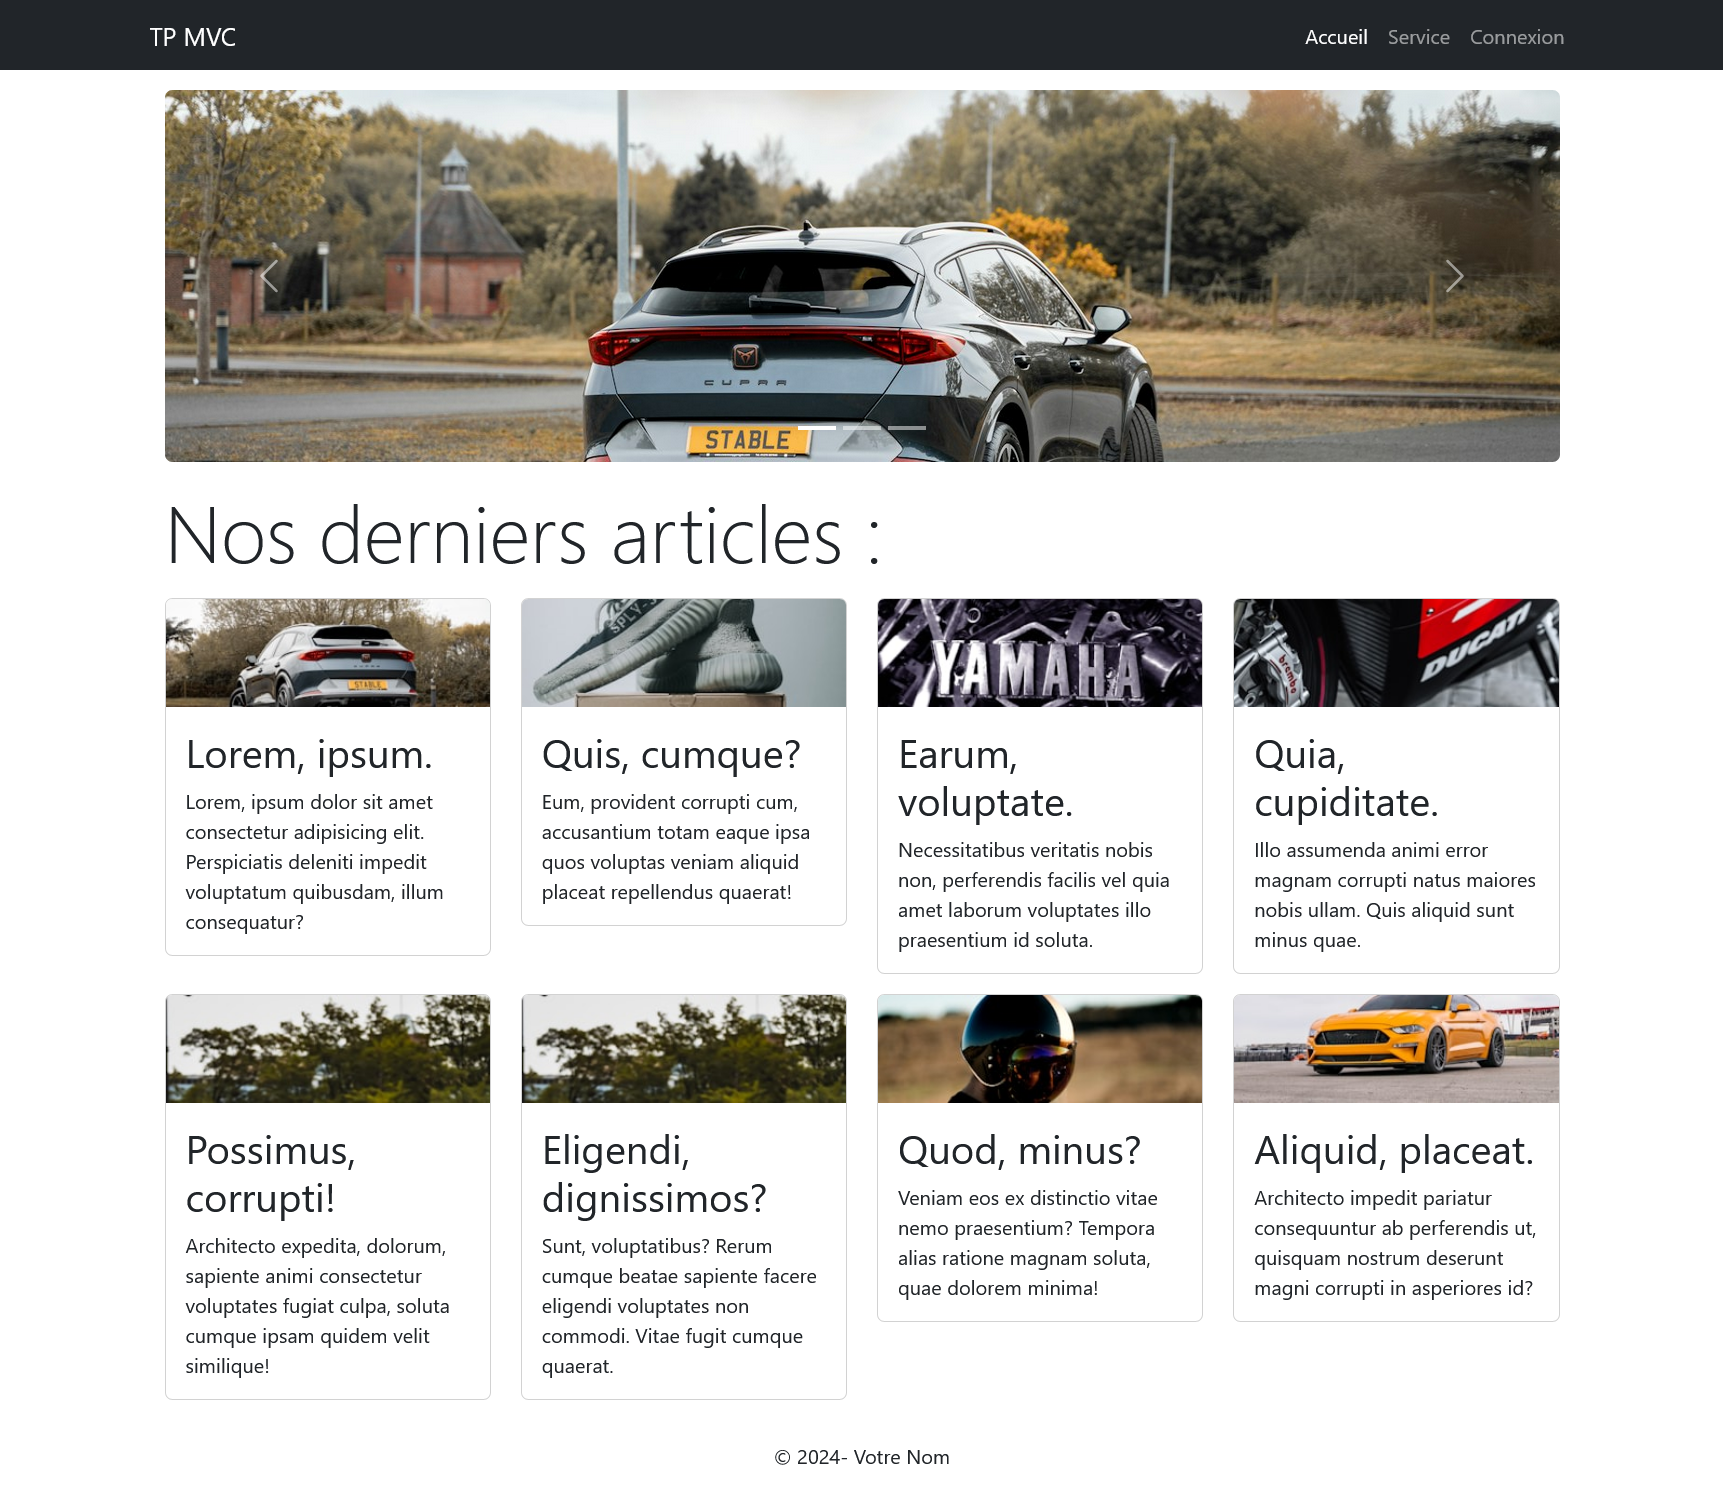 TP MVC
Accueil Service Connexion
CUPRA
STABLE
Nos derniers articles :
CUPRA
STABLE
SPLY-
YAMAHA
brembo
DUCATI
Lorem, ipsum.
Lorem, ipsum dolor sit amet
consectetur adipisicing elit.
Perspiciatis deleniti impedit
voluptatum quibusdam, illum
consequatur?
Quis, cumque?
Eum, provident corrupti cum,
accusantium totam eaque ipsa
quos voluptas veniam aliquid
placeat repellendus quaerat!
Earum,
voluptate.
Necessitatibus veritatis nobis
non, perferendis facilis vel quia
amet laborum voluptates illo
praesentium id soluta.
Quia,
cupiditate.
Illo assumenda animi error
magnam corrupti natus maiores
nobis ullam. Quis aliquid sunt
minus quae.
Possimus,
corrupti!
Architecto expedita, dolorum,
sapiente animi consectetur
voluptates fugiat culpa, soluta
cumque ipsam quidem velit
similique!
Eligendi,
dignissimos?
Sunt, voluptatibus? Rerum
cumque beatae sapiente facere
eligendi voluptates non
commodi. Vitae fugit cumque
quaerat.
Quod, minus?
Veniam eos ex distinctio vitae
nemo praesentium? Tempora
alias ratione magnam soluta,
quae dolorem minima!
Aliquid, placeat.
Architecto impedit pariatur
consequuntur ab perferendis ut,
quisquam nostrum deserunt
magni corrupti in asperiores id?
© 2024- Votre Nom